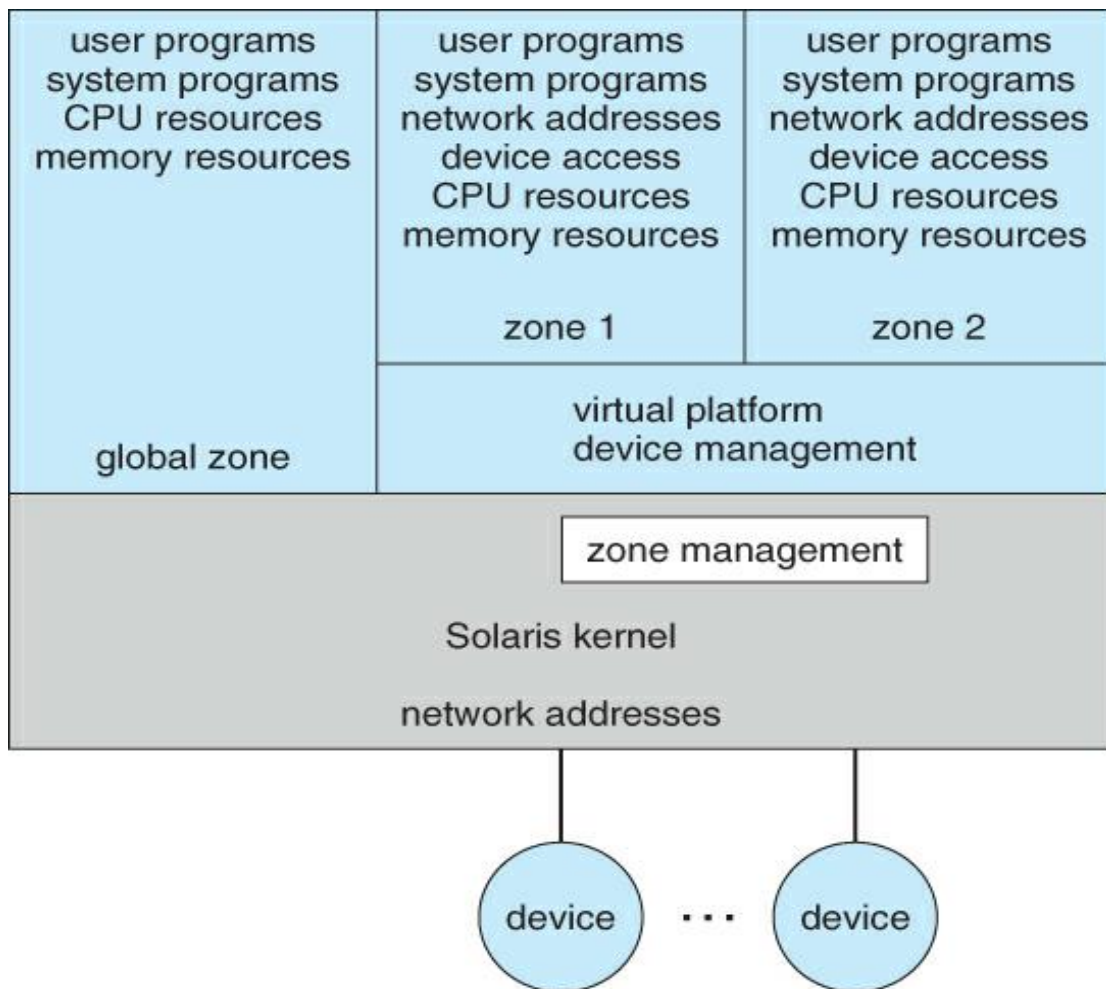 user programs
system programs
CPU resources
memory resources
global zone
user programs
system programs
network addresses
device access
CPU resources
memory resources
zone 1
user programs
system programs
network addresses
device access
CPU resources
memory resources
zone 2
virtual platform
device management
zone management
Solaris kernel
network addresses
device
...
device